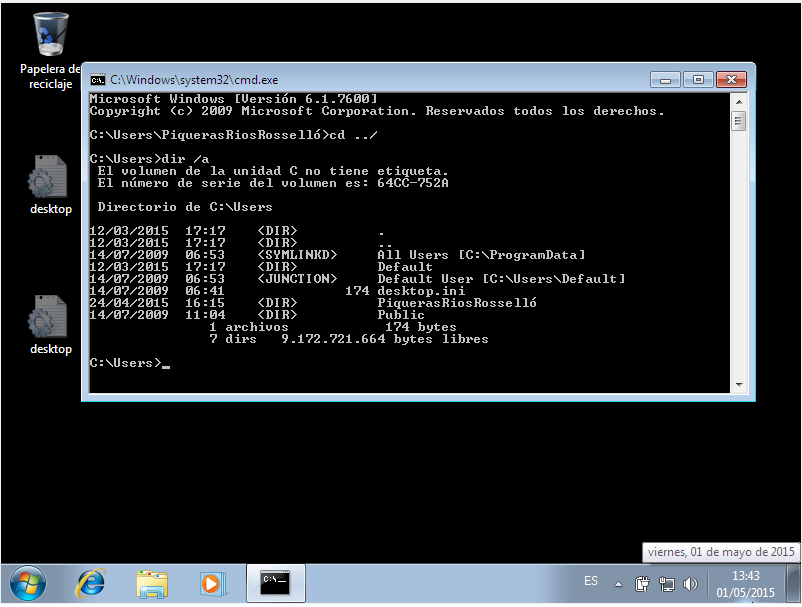 Papelera de
reciclaje
desktop
desktop
C:\Windows\system32\cmd.exe
Microsoft Windows [Versión 6.1.7600]
Copyright (c) 2009 Microsoft Corporation. Reservados todos los derechos.
C:\Users\PiquerasRiosRosselló>cd ../
C:\Users>dir /a
El volumen de la unidad C no tiene etiqueta.
El número de serie del volumen es: 64CC-752A
Directorio de C:\Users
12/03/2015  17:17    <DIR>          .
12/03/2015  17:17    <DIR>          ..
14/07/2009  06:53    <SYMLINKD>     All Users [C:\ProgramData]
12/03/2015  17:17    <DIR>          Default
14/07/2009  06:53    <JUNCTION>     Default User [C:\Users\Default]
14/07/2009  06:41               174 desktop.ini
24/04/2015  16:15    <DIR>          PiquerasRiosRosselló
14/07/2009  11:04    <DIR>          Public
1 archivos            174 bytes
7 dirs   9.172.721.664 bytes libres
C:\Users>_
viernes, 01 de mayo de 2015
C:\_
ES
13:43
01/05/2015